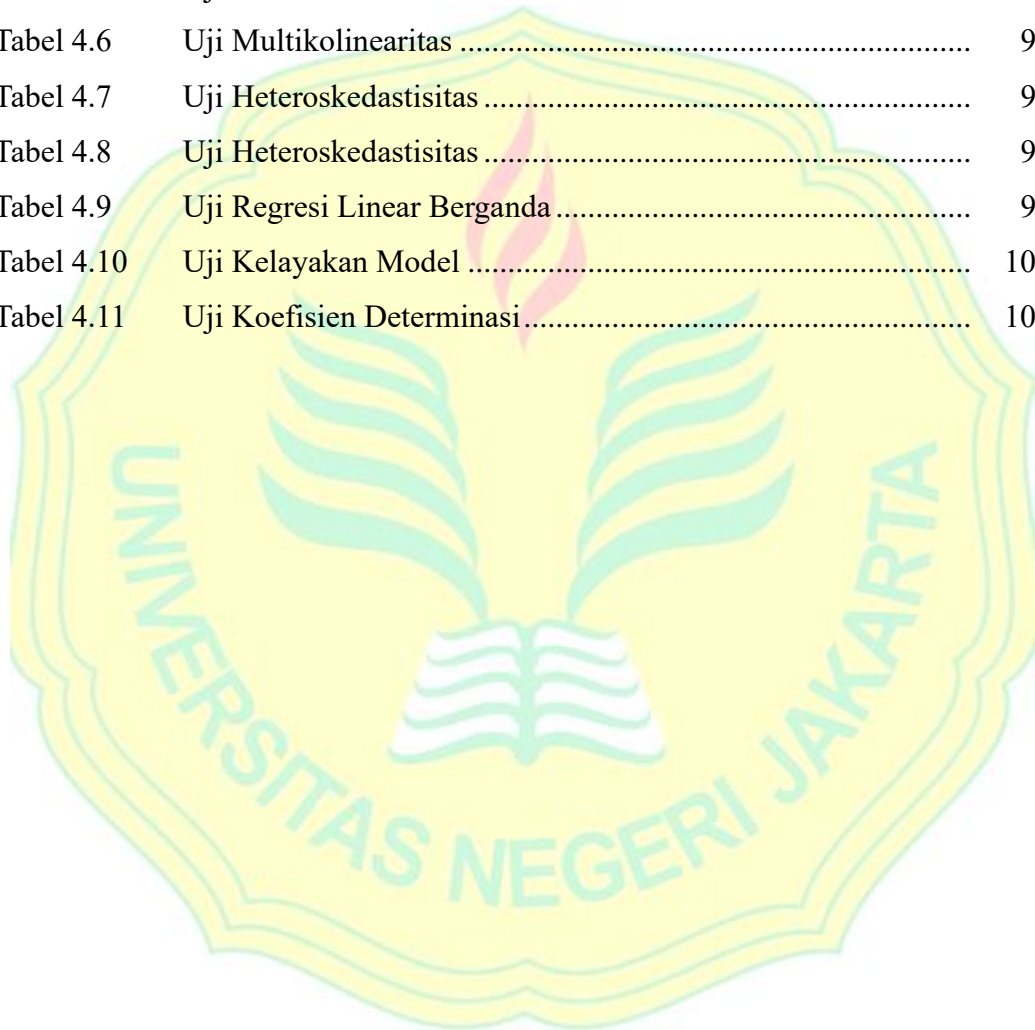 Tabel 4.6 Uji Multikolinearitas ................................................................ 9
Tabel 4.7 Uji Heteroskedastisitas ............................................................. 9
Tabel 4.8 Uji Heteroskedastisitas ............................................................. 9
Tabel 4.9 Uji Regresi Linear Berganda .................................................... 9
Tabel 4.10 Uji Kelayakan Model ............................................................... 10
Tabel 4.11 Uji Koefisien Determinasi ........................................................ 10
UNIVERSITAS NEGERI JAKARTA